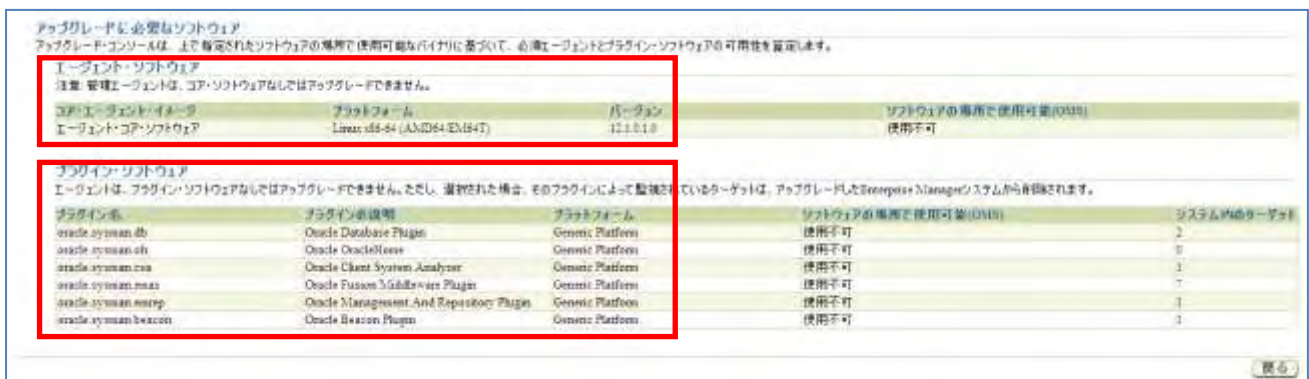 アップグレードに必要なソフトウェア
アップグレード・コンソールは、上で指定されたソフトウェアの場所で使用可能なバイナリに基づいて、必須エージェントとプラグイン・ソフトウェアの可用性を算定します。
エージェント・ソフトウェア
注意: 管理エージェントは、コア・ソフトウェアなしではアップグレードできません。
コア・エージェント・イメージ プラットフォーム バージョン ソフトウェアの場所で使用可能(OMS)
エージェント・コア・ソフトウェア Linux x86-64 (AMD64/EM64T) 12.1.0.1.0 使用不可
プラグイン・ソフトウェア
エージェントは、プラグイン・ソフトウェアなしではアップグレードできません。ただし、選択された場合、そのプラグインによって監視されているターゲットは、アップグレードしたEnterprise Managerシステムから削除されます。
プラグイン名 プラグインの説明 プラットフォーム ソフトウェアの場所で使用可能(OMS) システム内のターゲット
oracle.sysman.db Oracle Database Plugin Generic Platform 使用不可 2
oracle.sysman.oh Oracle OracleHome Generic Platform 使用不可
oracle.sysman.csa Oracle Client System Analyzer Generic Platform 使用不可
oracle.sysman.emas Oracle Fusion Middleware Plugin Generic Platform 使用不可 7
oracle.sysman.emrep Oracle Management And Repository Plugin Generic Platform 使用不可
oracle.sysman.beacon Oracle Beacon Plugin Generic Platform 使用不可
戻る